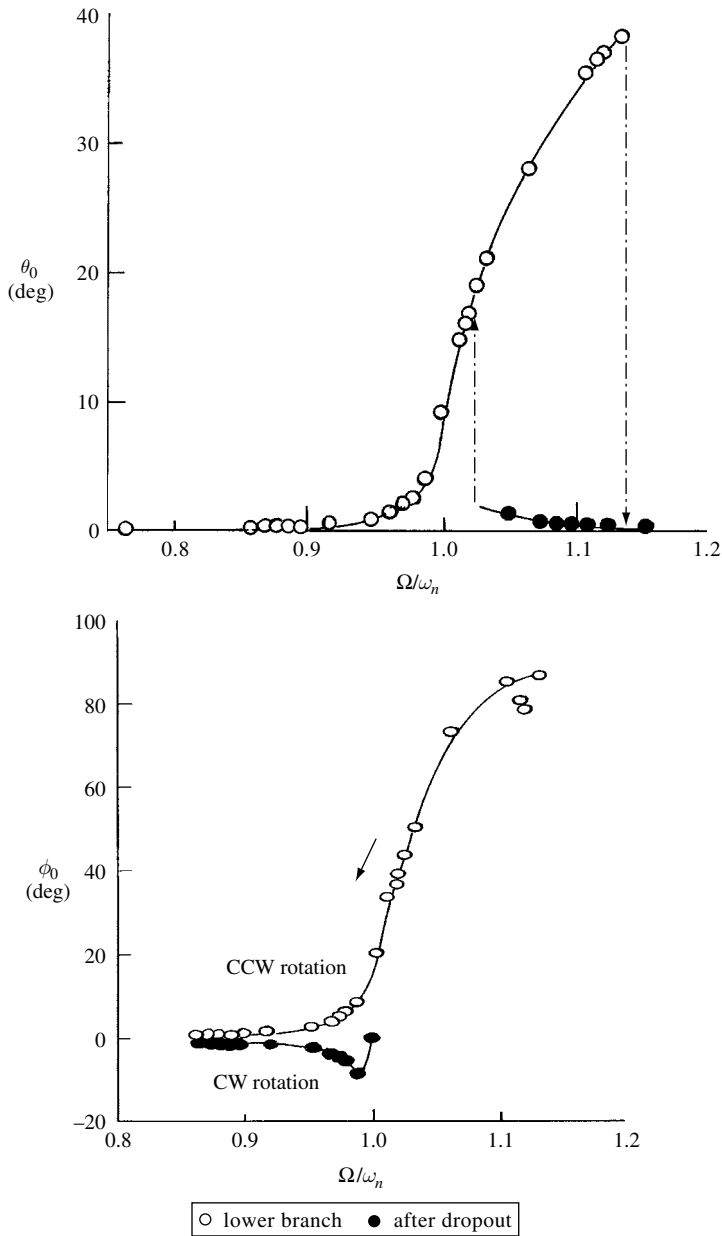 40
30
20
10
0
θ0
(deg)
0.8 0.9 1.0 1.1 1.2
Ω/ωn
100
80
60
40
20
0
–20
ϕ0
(deg)
CCW rotation
CW rotation
0.8 0.9 1.0 1.1 1.2
Ω/ωn
lower branch after dropout